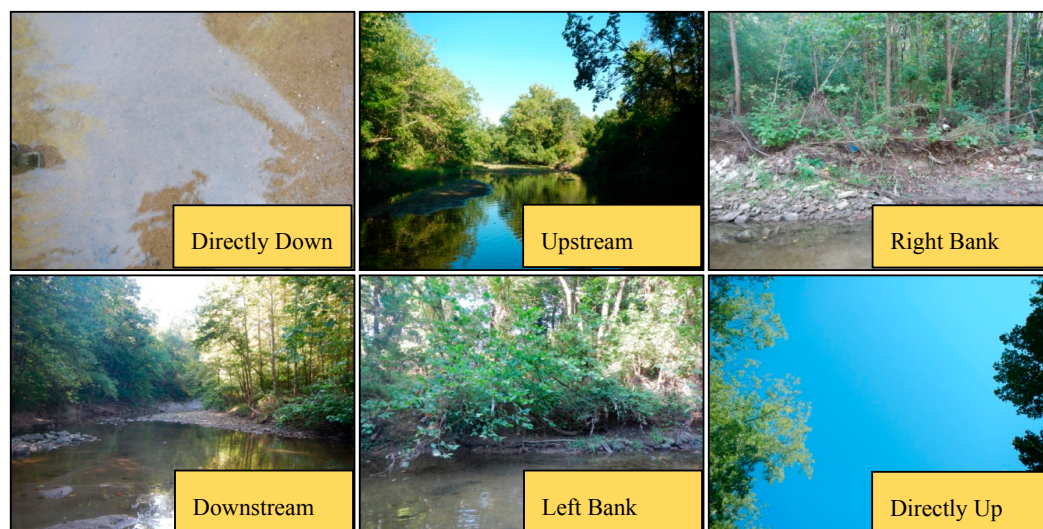 Directly Down
Upstream
Right Bank
Downstream
Left Bank
Directly Up